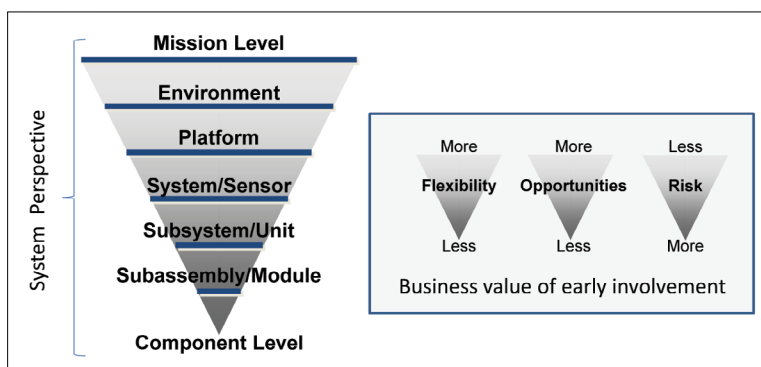 System Perspective
Mission Level
Environment
Platform
System/Sensor
Subsystem/Unit
Subassembly/Module
Component Level
More More Less
Flexibility Opportunities Risk
Less Less More
Business value of early involvement